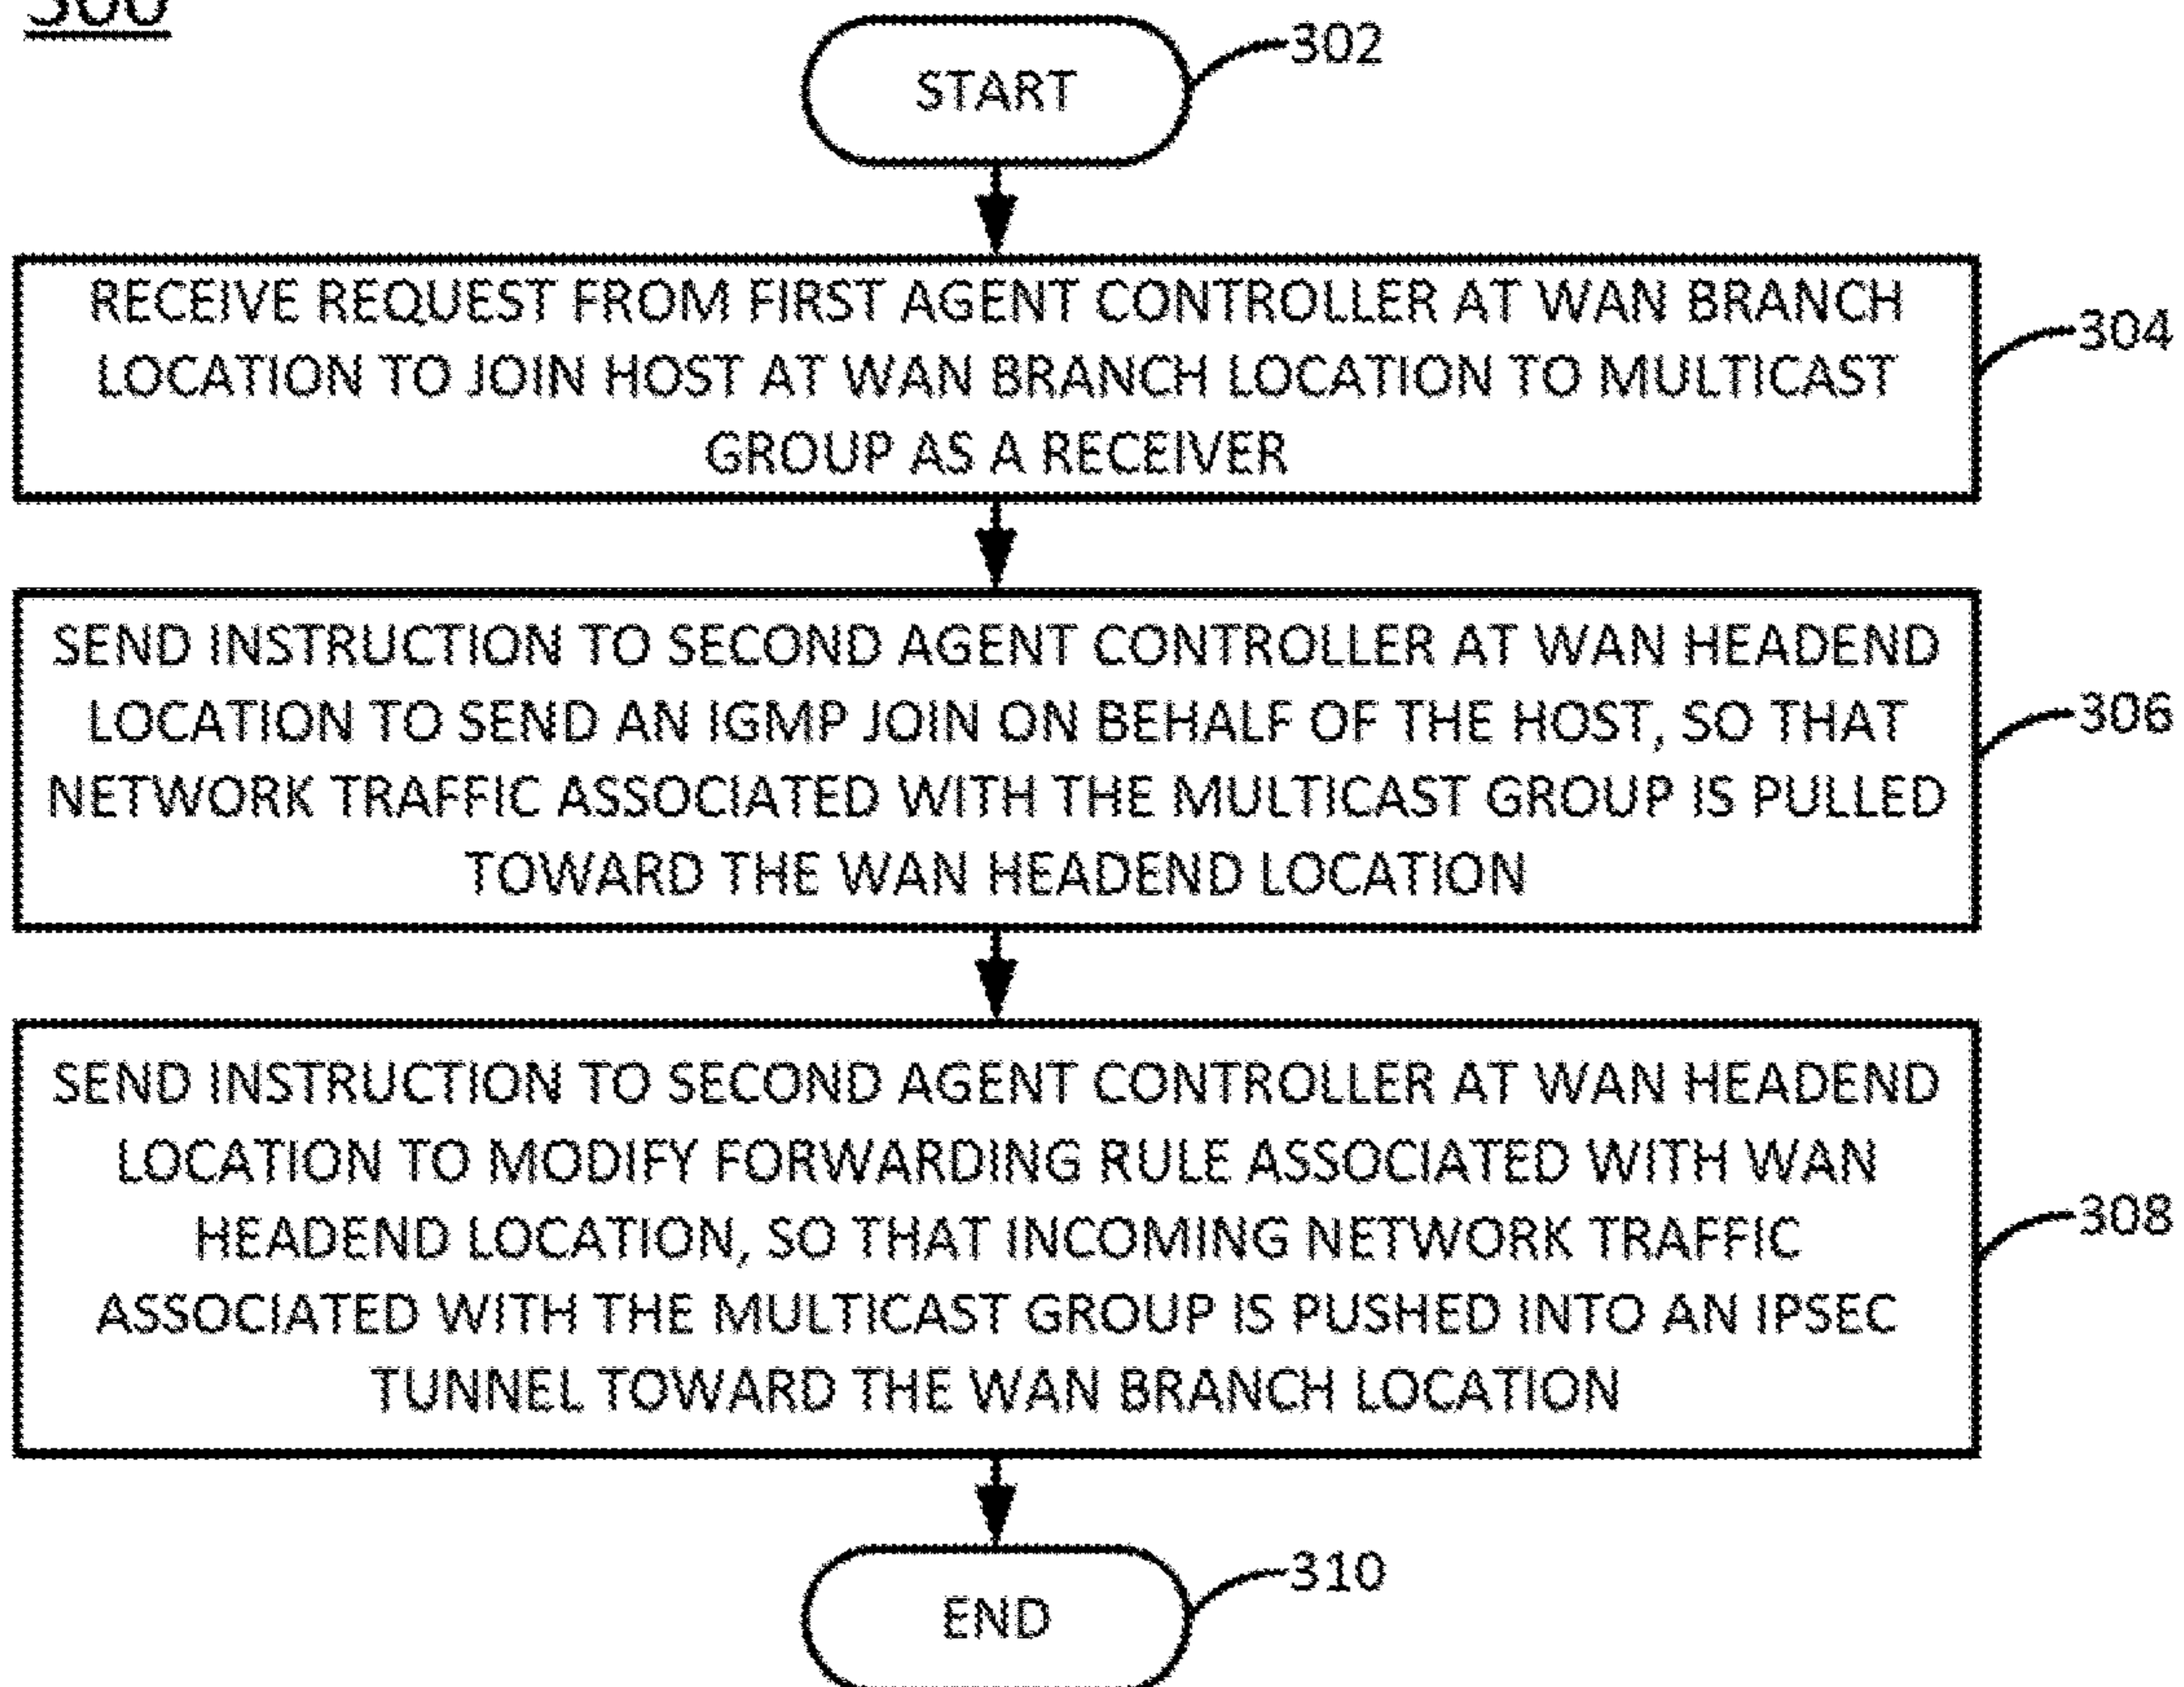 300
START
302
RECEIVE REQUEST FROM FIRST AGENT CONTROLLER AT WAN BRANCH
LOCATION TO JOIN HOST AT WAN BRANCH LOCATION TO MULTICAST
GROUP AS A RECEIVER
304
SEND INSTRUCTION TO SECOND AGENT CONTROLLER AT WAN HEADEND
LOCATION TO SEND AN IGMP JOIN ON BEHALF OF THE HOST, SO THAT
NETWORK TRAFFIC ASSOCIATED WITH THE MULTICAST GROUP IS PULLED
TOWARD THE WAN HEADEND LOCATION
306
SEND INSTRUCTION TO SECOND AGENT CONTROLLER AT WAN HEADEND
LOCATION TO MODIFY FORWARDING RULE ASSOCIATED WITH WAN
HEADEND LOCATION, SO THAT INCOMING NETWORK TRAFFIC
ASSOCIATED WITH THE MULTICAST GROUP IS PUSHED INTO AN IPSEC
TUNNEL TOWARD THE WAN BRANCH LOCATION
308
END
310